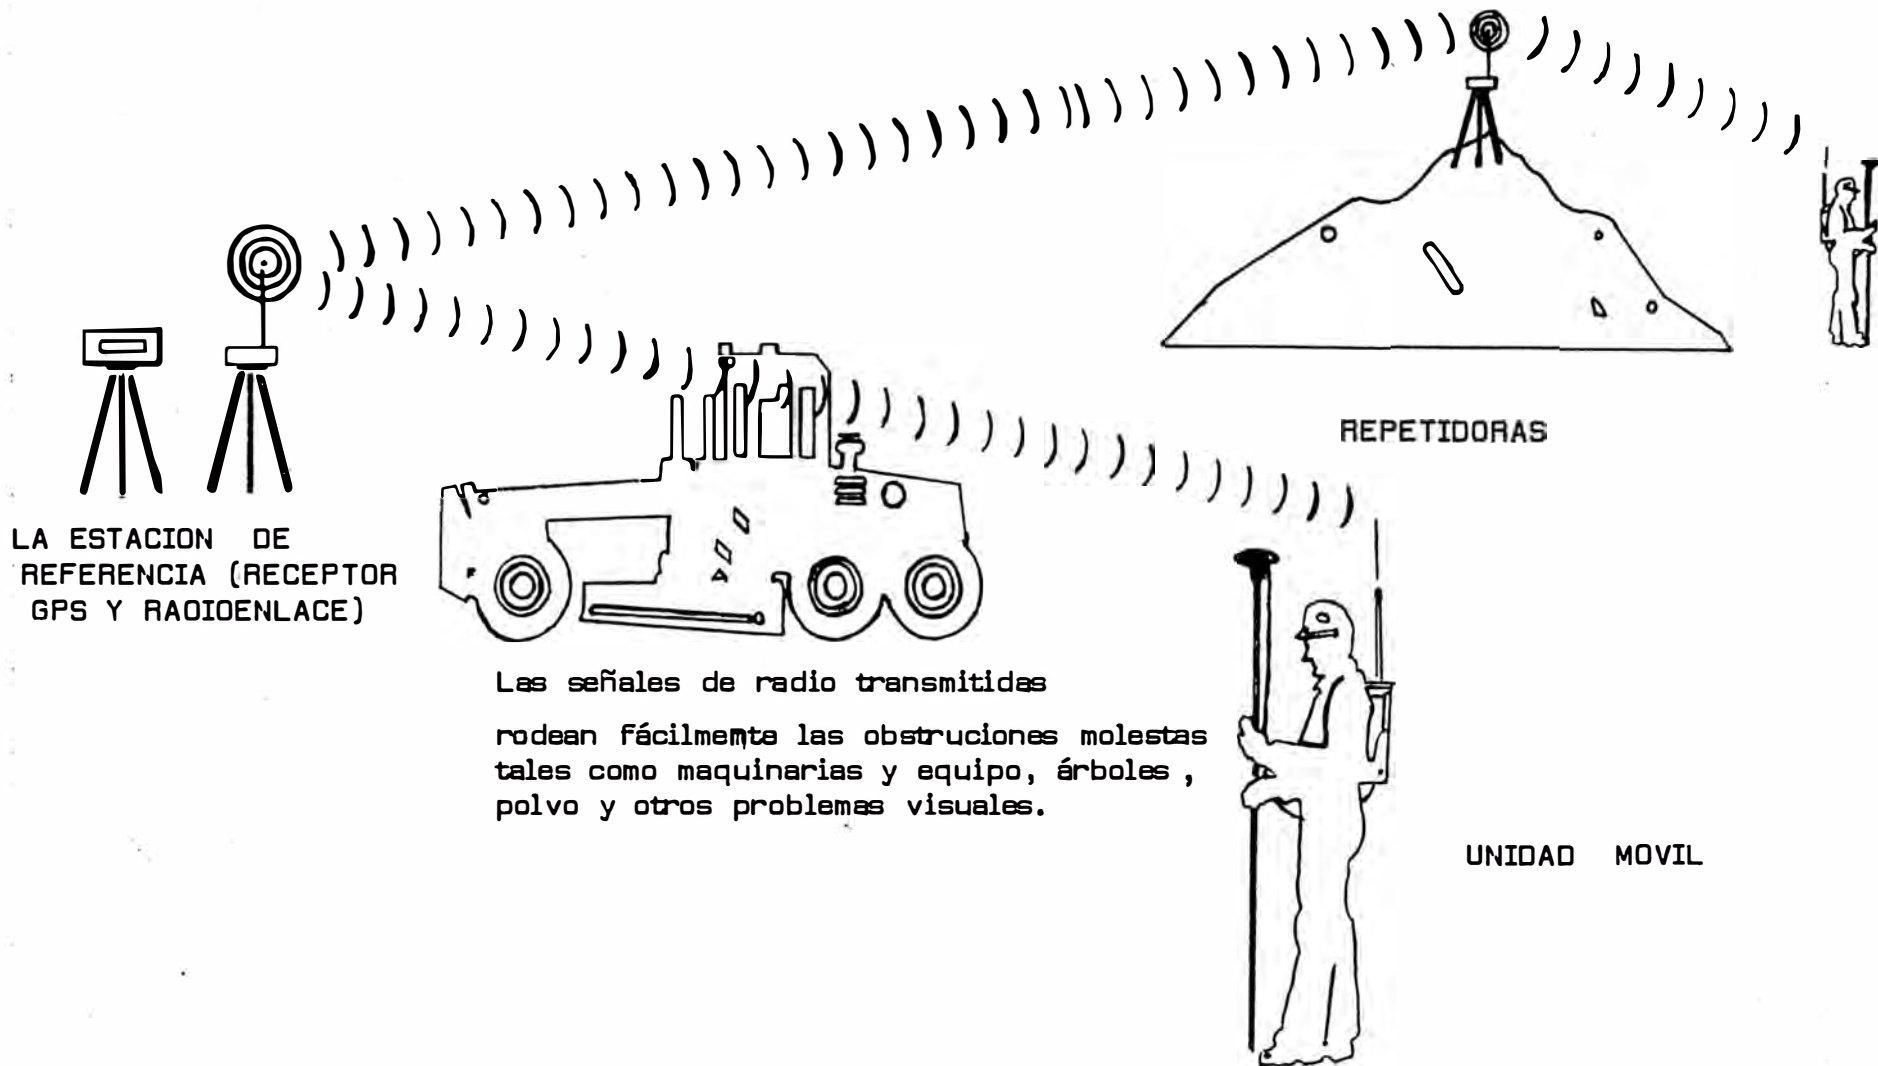 REPETIDORAS
LA ESTACION DE
REFERENCIA (RECEPTOR
GPS Y RADIOENLACE)
Las señales de radio transmitidas
rodean fácilmemte las obstruciones molestas
tales como maquinarias y equipo, árboles ,
polvo y otros problemas visuales.
UNIDAD MOVIL